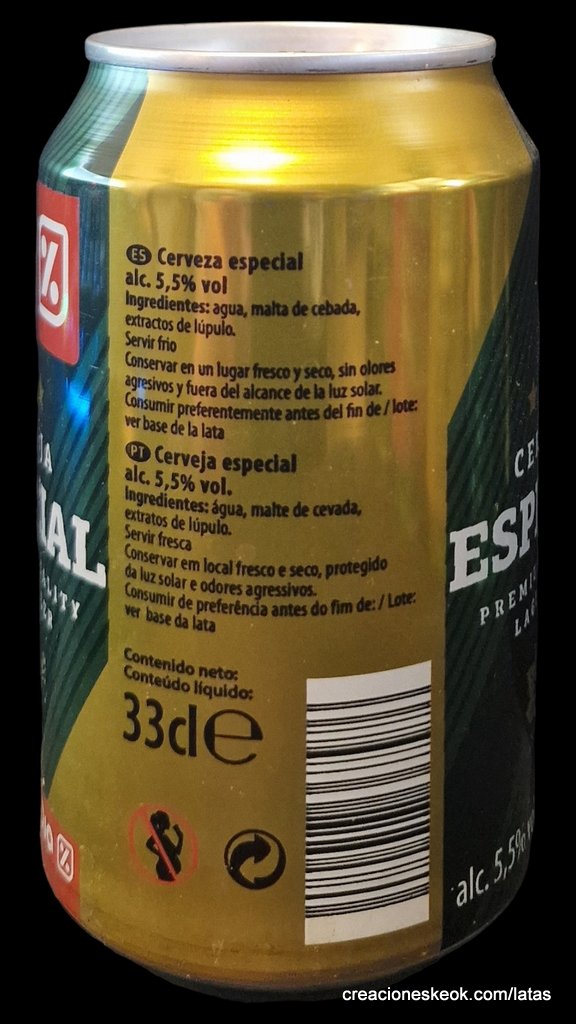 ES Cerveza especial
alc. 5,5% vol
Ingredientes: agua, malta de cebada,
extractos de lúpulo.
Servir frio
Conservar en un lugar fresco y seco, sin olores
agresivos y fuera del alcance de la luz solar.
Consumir preferentemente antes del fin de / lote:
ver base de la lata
PT Cerveja especial
alc. 5,5% vol.
Ingredientes: água, malte de cevada,
extratos de lúpulo.
Servir fresca
Conservar em local fresco e seco, protegido
da luz solar e odores agressivos.
Consumir de preferência antes do fim de: / Lote:
ver base da lata
Contenido neto:
Conteúdo líquido:
33cl e
alc. 5,5%
creacioneskeok.com/latas